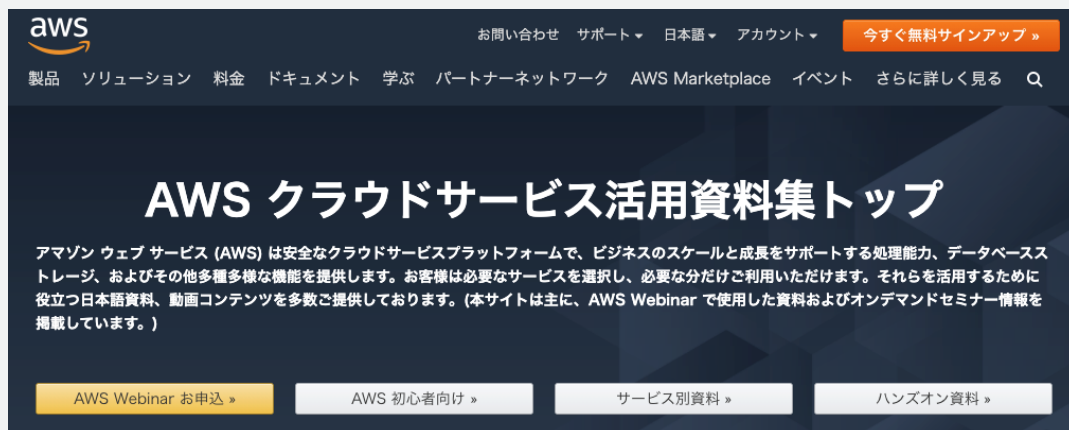 aws
お問い合わせ サポート 日本語 アカウント 今すぐ無料サインアップ »
製品 ソリューション 料金 ドキュメント 学ぶ パートナーネットワーク AWS Marketplace イベント さらに詳しく見る
AWS クラウドサービス活用資料集トップ
アマゾン ウェブ サービス (AWS) は安全なクラウドサービスプラットフォームで、ビジネスのスケールと成長をサポートする処理能力、データベースス
トレージ、およびその他多種多様な機能を提供します。お客様は必要なサービスを選択し、必要な分だけご利用いただけます。それらを活用するために
役立つ日本語資料、動画コンテンツを多数ご提供しております。(本サイトは主に、AWS Webinar で使用した資料およびオンデマンドセミナー情報を
掲載しています。)
AWS Webinar お申込 » AWS 初心者向け » サービス別資料 » ハンズオン資料 »